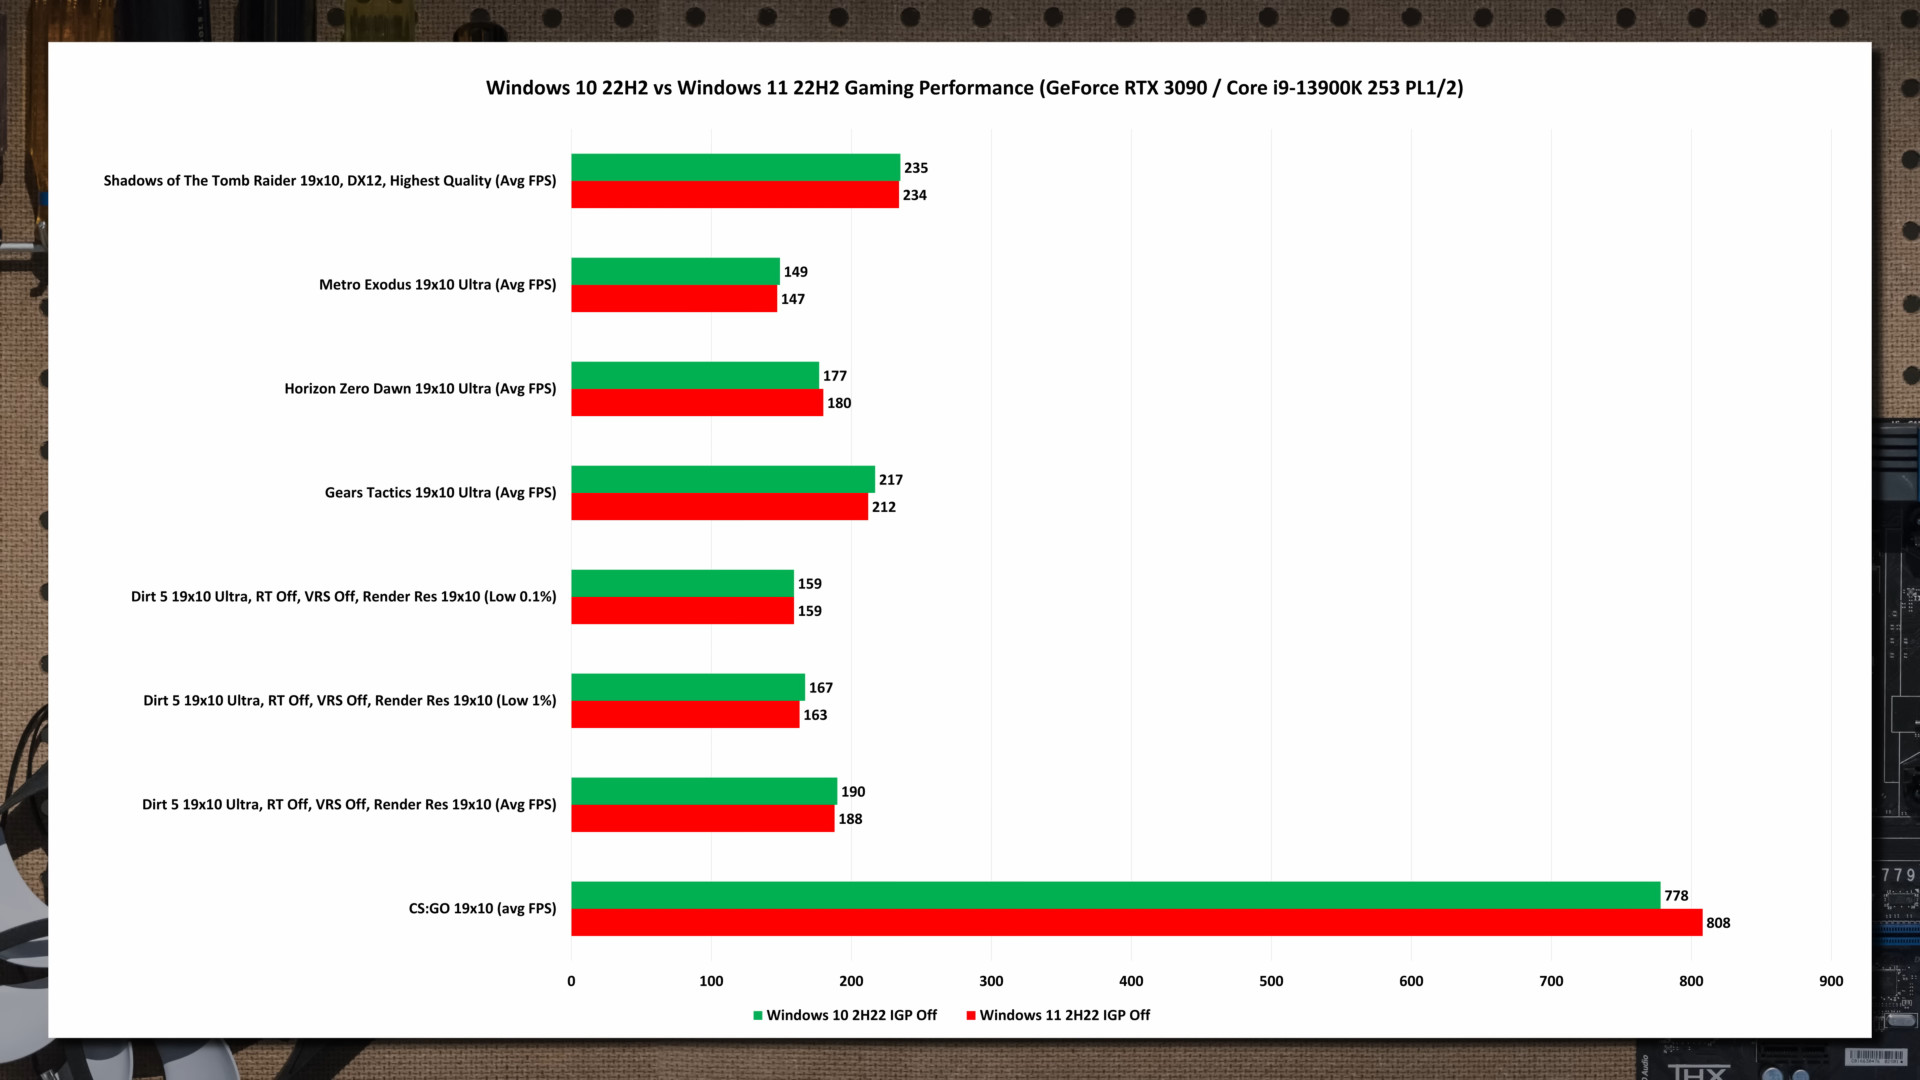 Windows 10 22H2 vs Windows 11 22H2 Gaming Performance (GeForce RTX 3090 / Core i9-13900K 253 PL1/2)
Shadows of The Tomb Raider 19x10, DX12, Highest Quality (Avg FPS)
235
234
Metro Exodus 19x10 Ultra (Avg FPS)
149
147
Horizon Zero Dawn 19x10 Ultra (Avg FPS)
177
180
Gears Tactics 19x10 Ultra (Avg FPS)
217
212
Dirt 5 19x10 Ultra, RT Off, VRS Off, Render Res 19x10 (Low 0.1%)
159
159
Dirt 5 19x10 Ultra, RT Off, VRS Off, Render Res 19x10 (Low 1%)
167
163
Dirt 5 19x10 Ultra, RT Off, VRS Off, Render Res 19x10 (Avg FPS)
190
188
CS:GO 19x10 (avg FPS)
778
808
0 100 200 300 400 500 600 700 800 900
Windows 10 2H22 IGP Off Windows 11 2H22 IGP Off
779
Audio
THX